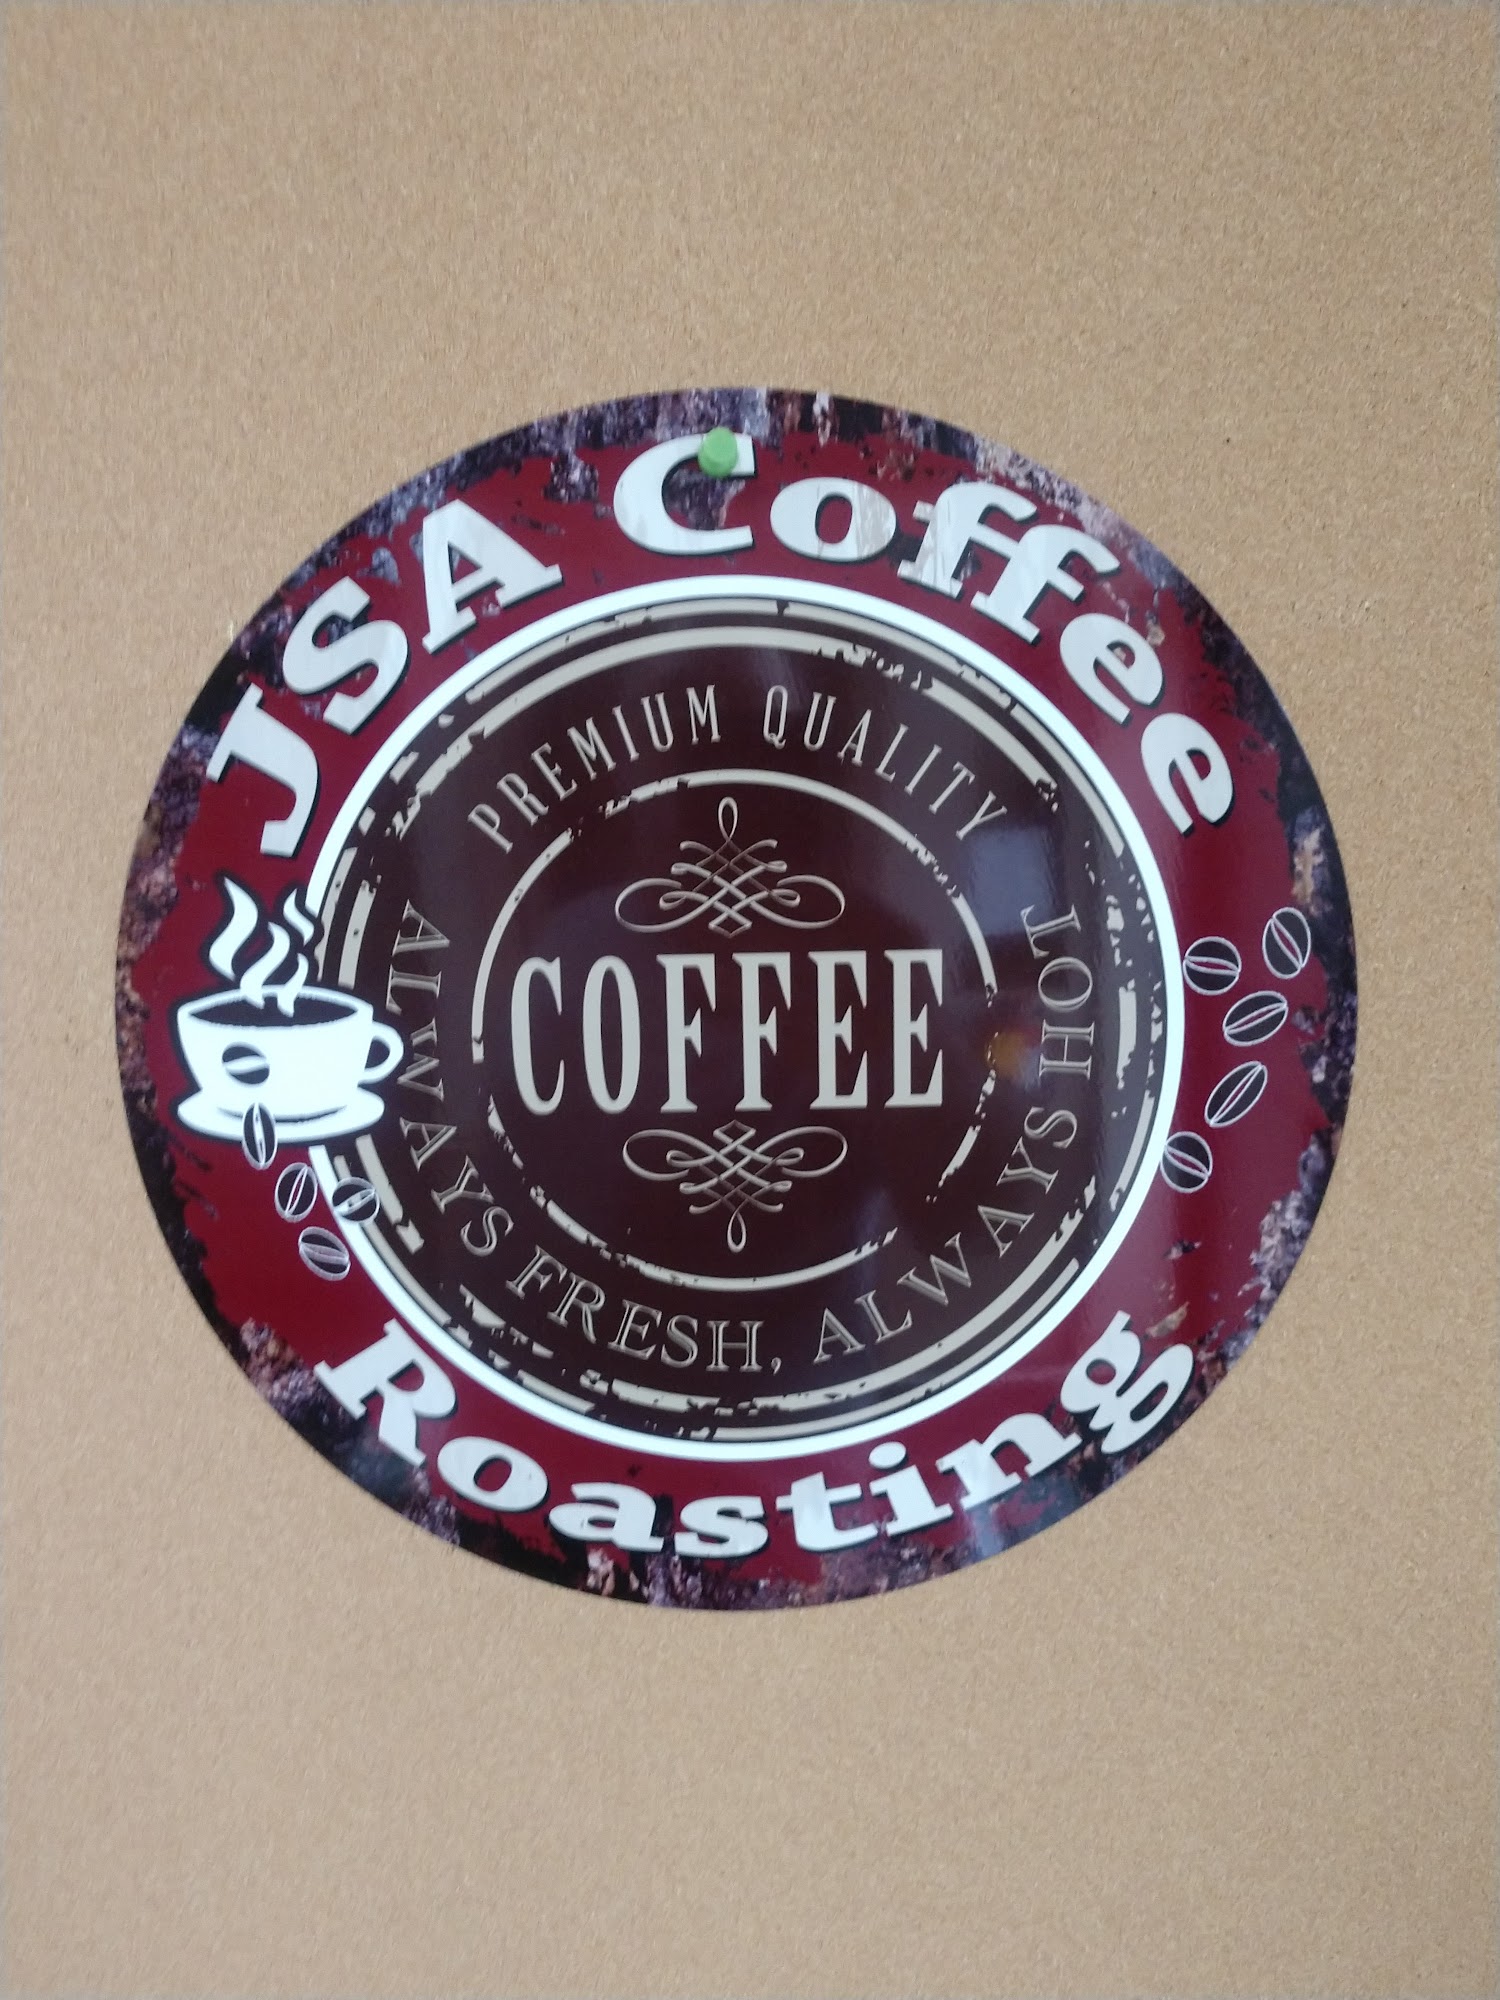 JSA Coffee
PREMIUM QUALITY
COFFEE
ALWAYS FRESH, ALWAYS HOT
Roasting